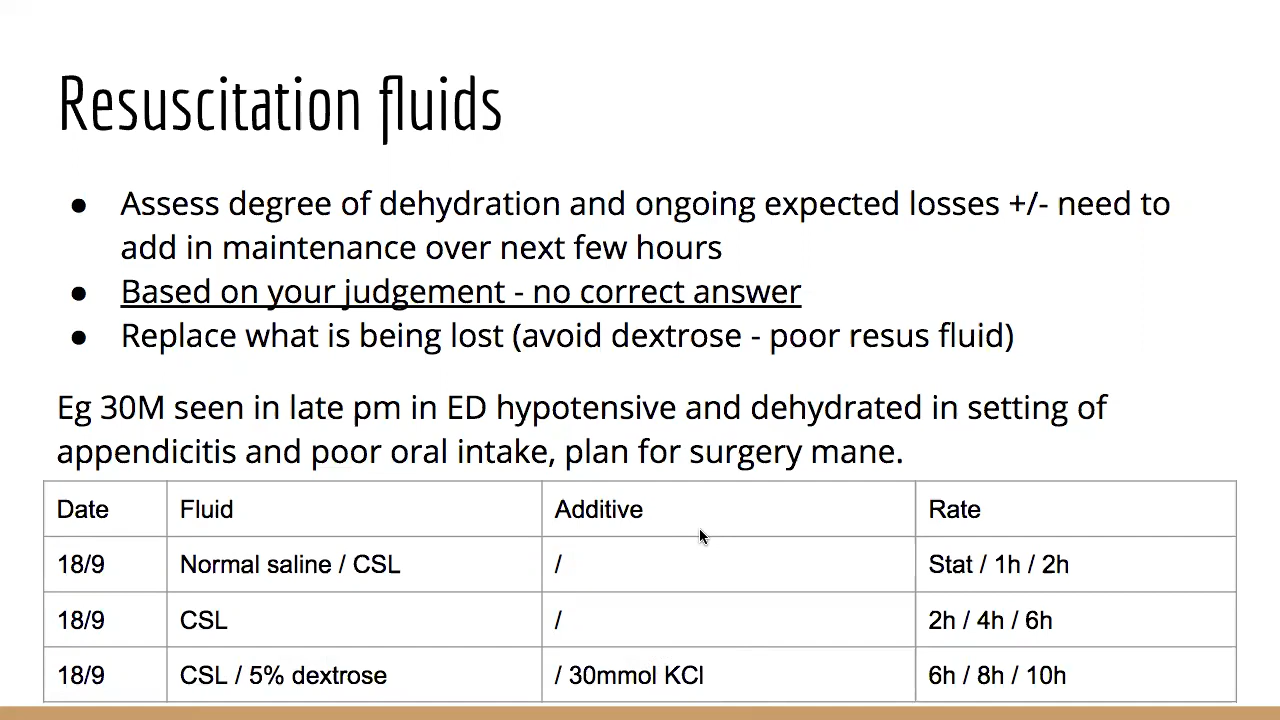 Resuscitation fluids
● Assess degree of dehydration and ongoing expected losses +/- need to
add in maintenance over next few hours
● Based on your judgement - no correct answer
● Replace what is being lost (avoid dextrose - poor resus fluid)
Eg 30M seen in late pm in ED hypotensive and dehydrated in setting of
appendicitis and poor oral intake, plan for surgery mane.
Date Fluid Additive Rate
18/9 Normal saline / CSL / Stat / 1h / 2h
18/9 CSL / 2h / 4h / 6h
18/9 CSL / 5% dextrose / 30mmol KCl 6h / 8h / 10h